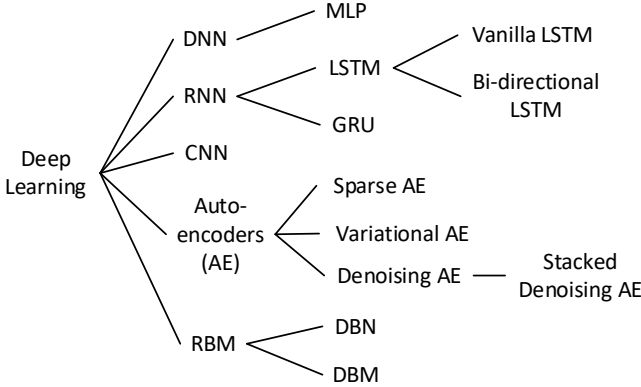 MLP
DNN
Vanilla LSTM
LSTM
RNN
Bi-directional
LSTM
GRU
CNN
Deep
Learning
Sparse AE
Auto-
encoders
(AE)
Variational AE
Denoising AE
Stacked
Denoising AE
DBN
RBM
DBM